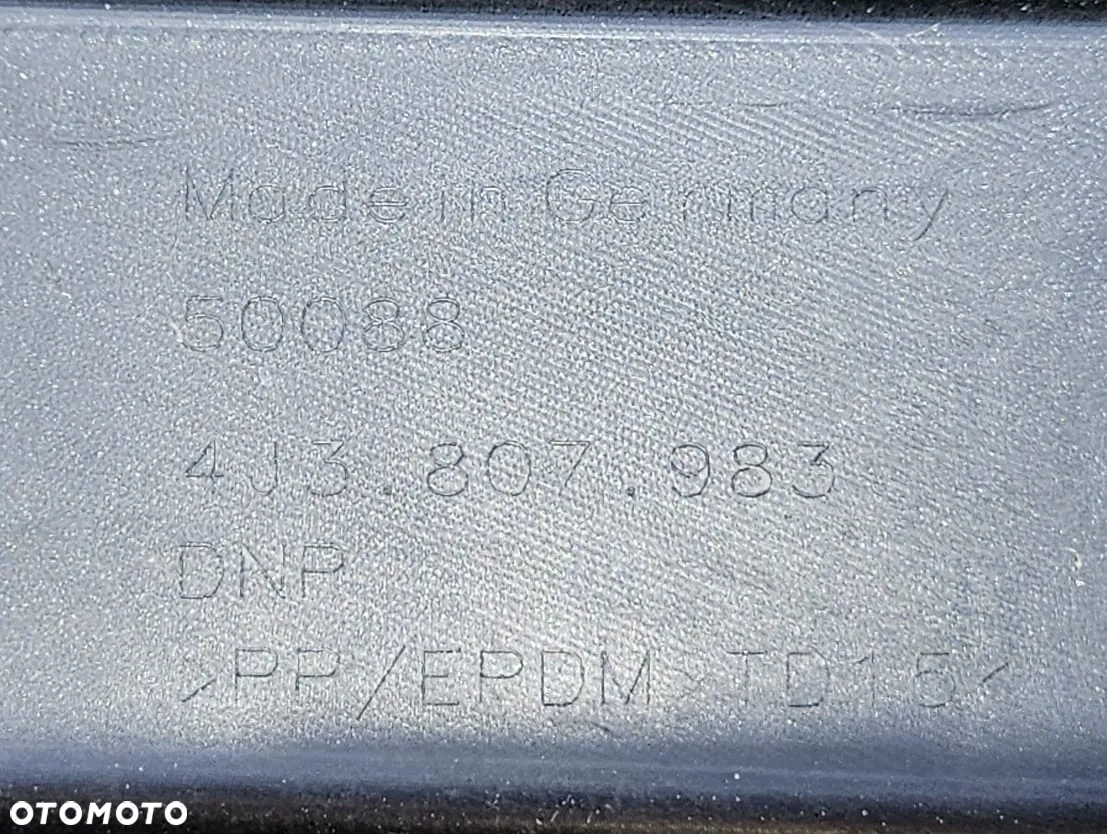 Made in Germany
50088
4J3.807.983
DNP
>PP/EPDM-TD15<
OTOMOTO